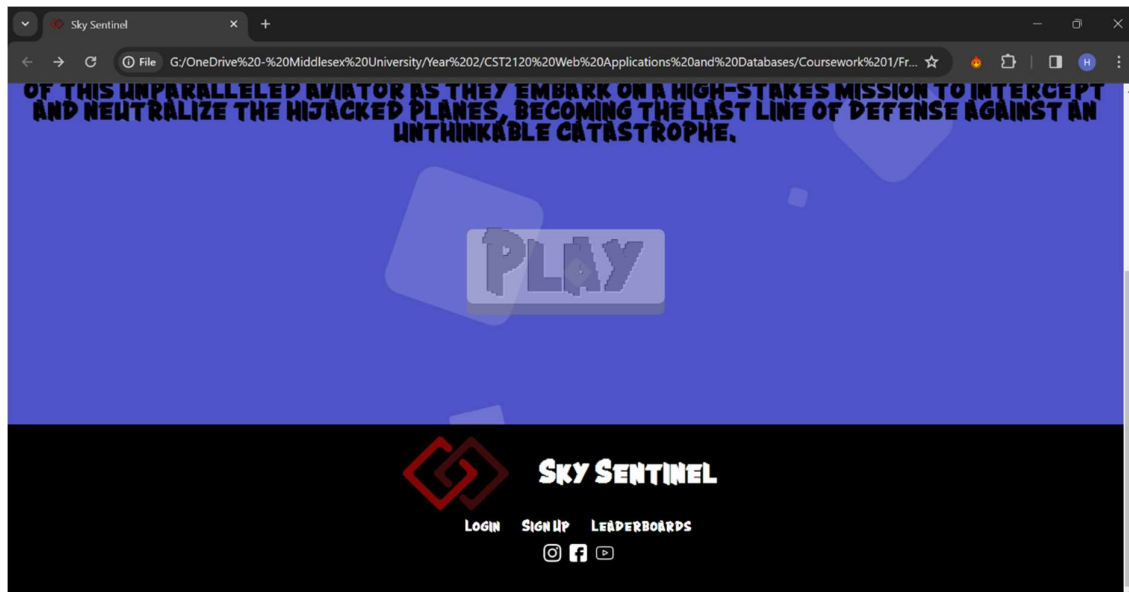 Sky Sentinel
File G:/OneDrive%20-%20Middlesex%20University/Year%202/CST2120%20Web%20Applications%20and%20Databases/Coursework%201/Fr...
H
OF THIS UNPARALLELED AVIATOR AS THEY EMBARK ON A HIGH-STAKES MISSION TO INTERCEPT
AND NEUTRALIZE THE HIJACKED PLANES, BECOMING THE LAST LINE OF DEFENSE AGAINST AN
UNTHINKABLE CATASTROPHE.
PLAY
SKY SENTINEL
LOGIN SIGN UP LEADERBOARDS